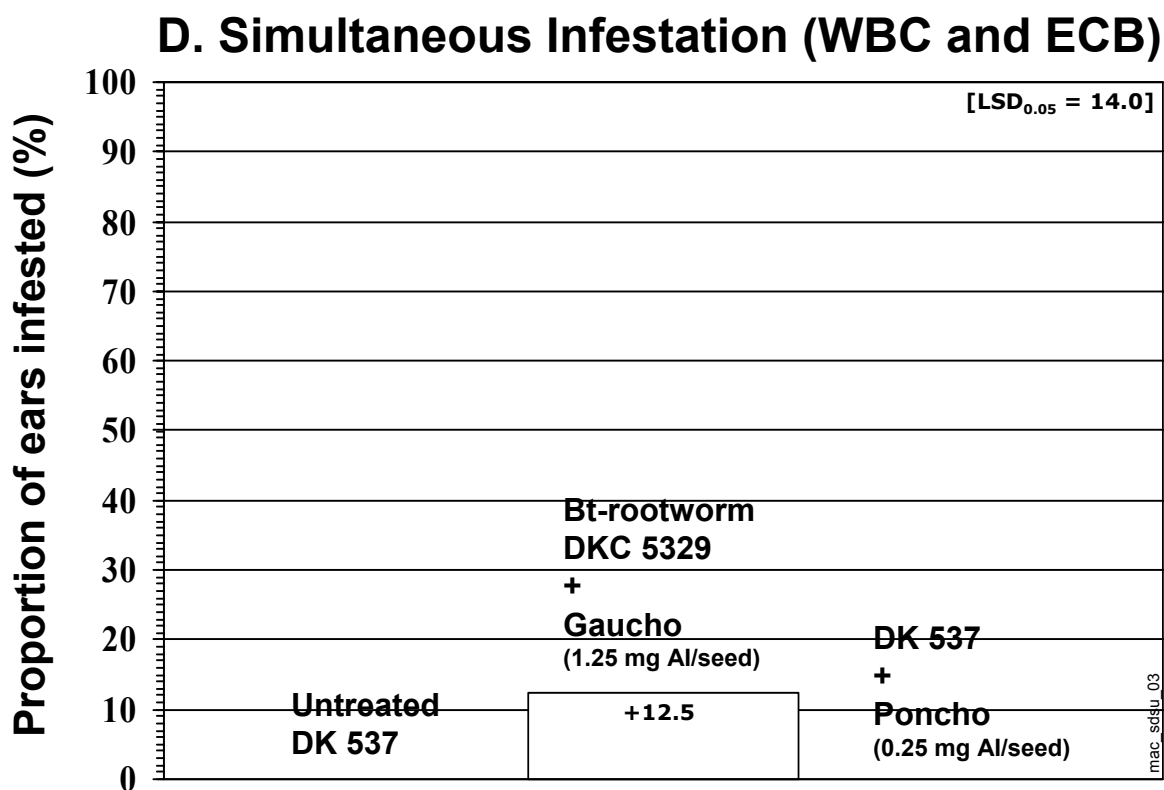 D. Simultaneous Infestation (WBC and ECB)
Proportion of ears infested (%)
100
90
80
70
60
50
40
30
20
10
0
[LSD0.05 = 14.0]
Untreated
DK 537
Bt-rootworm
DKC 5329
+
Gaucho
(1.25 mg AI/seed)
+12.5
DK 537
+
Poncho
(0.25 mg AI/seed)
mac_sdsu_03